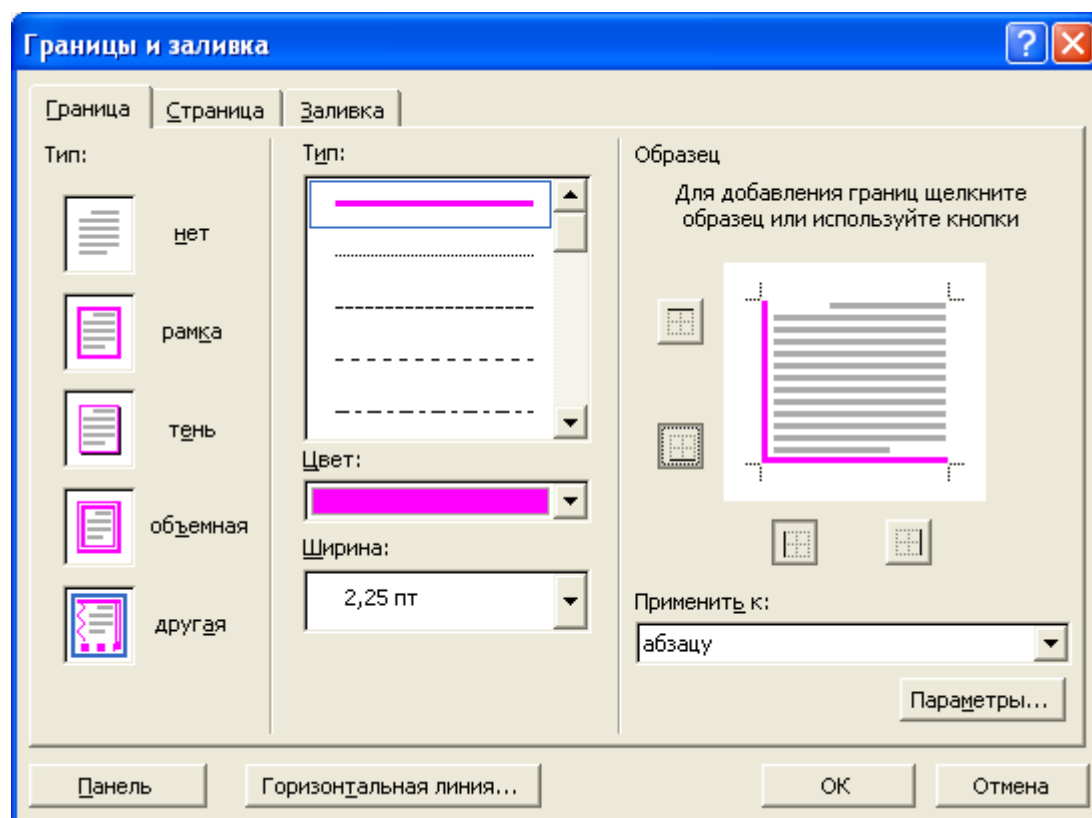 Границы и заливка
Граница
Страница
Заливка
Тип:
нет
рамка
тень
объемная
другая
Тип:
Цвет:
Ширина:
2,25 пт
Образец
Для добавления границ щелкните
образец или используйте кнопки
Применить к:
абзацу
Параметры...
Панель
Горизонтальная линия...
ОК
Отмена